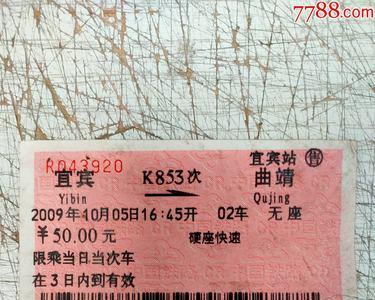 7788.com
R043920
宜宾站 售
宜宾 K853次 曲靖
Yibin Qujing
2009年10月05日16:45开 02车 无座
￥50.00元 硬座快速
限乘当日当次车
在3日内到有效